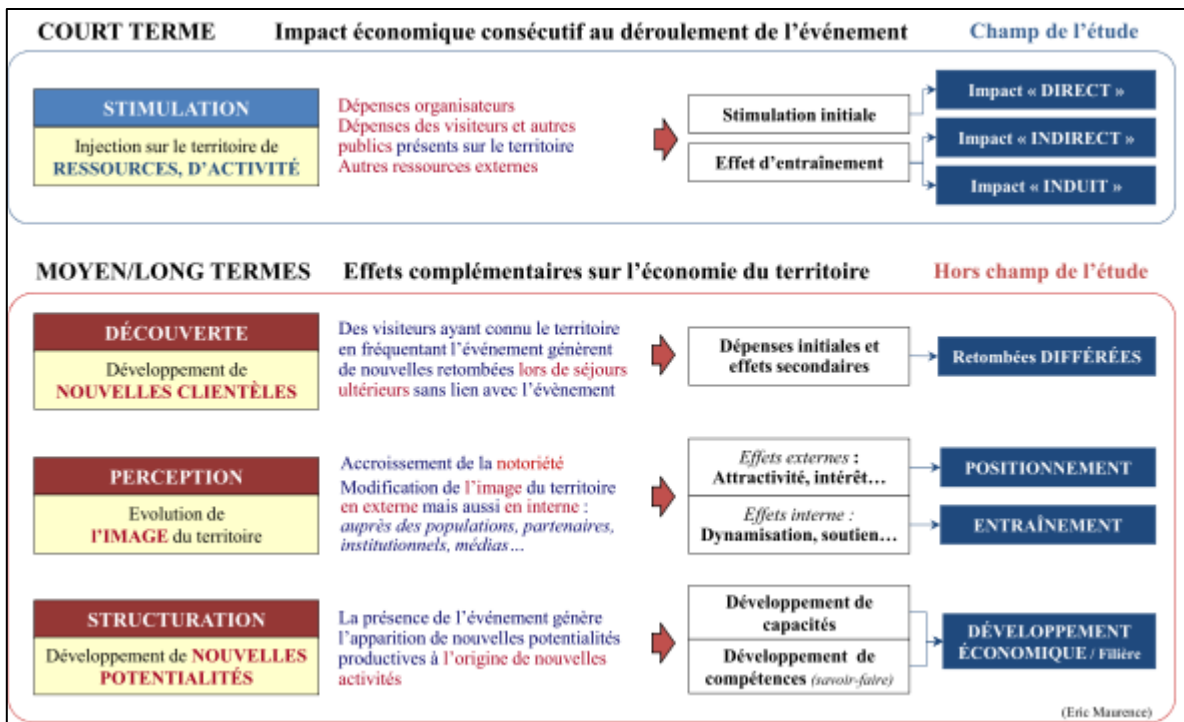 COURT TERME
Impact économique consécutif au déroulement de l'événement
Champ de l'étude
STIMULATION
Injection sur le territoire de
RESSOURCES, D'ACTIVITÉ
Dépenses organisateurs
Dépenses des visiteurs et autres
publics présents sur le territoire
Autres ressources externes
Stimulation initiale
Effet d'entraînement
Impact « DIRECT »
Impact « INDIRECT »
Impact « INDUIT »
MOYEN/LONG TERMES
Effets complémentaires sur l'économie du territoire
Hors champ de l'étude
DÉCOUVERTE
Développement de
NOUVELLES CLIENTÈLES
Des visiteurs ayant connu le territoire
en fréquentant l'événement génèrent
de nouvelles retombées lors de séjours
ultérieurs sans lien avec l'évènement
Dépenses initiales et
effets secondaires
Retombées DIFFÉRÉES
PERCEPTION
Evolution de
l'IMAGE du territoire
Accroissement de la notoriété
Modification de l'image du territoire
en externe mais aussi en interne :
auprès des populations, partenaires,
institutionnels, médias…
Effets externes :
Attractivité, intérêt…
Effets interne :
Dynamisation, soutien…
POSITIONNEMENT
ENTRAÎNEMENT
STRUCTURATION
Développement de NOUVELLES
POTENTIALITÉS
La présence de l'événement génère
l'apparition de nouvelles potentialités
productives à l'origine de nouvelles
activités
Développement de
capacités
Développement de
compétences (savoir-faire)
DÉVELOPPEMENT
ÉCONOMIQUE / Filière
(Eric Maurence)